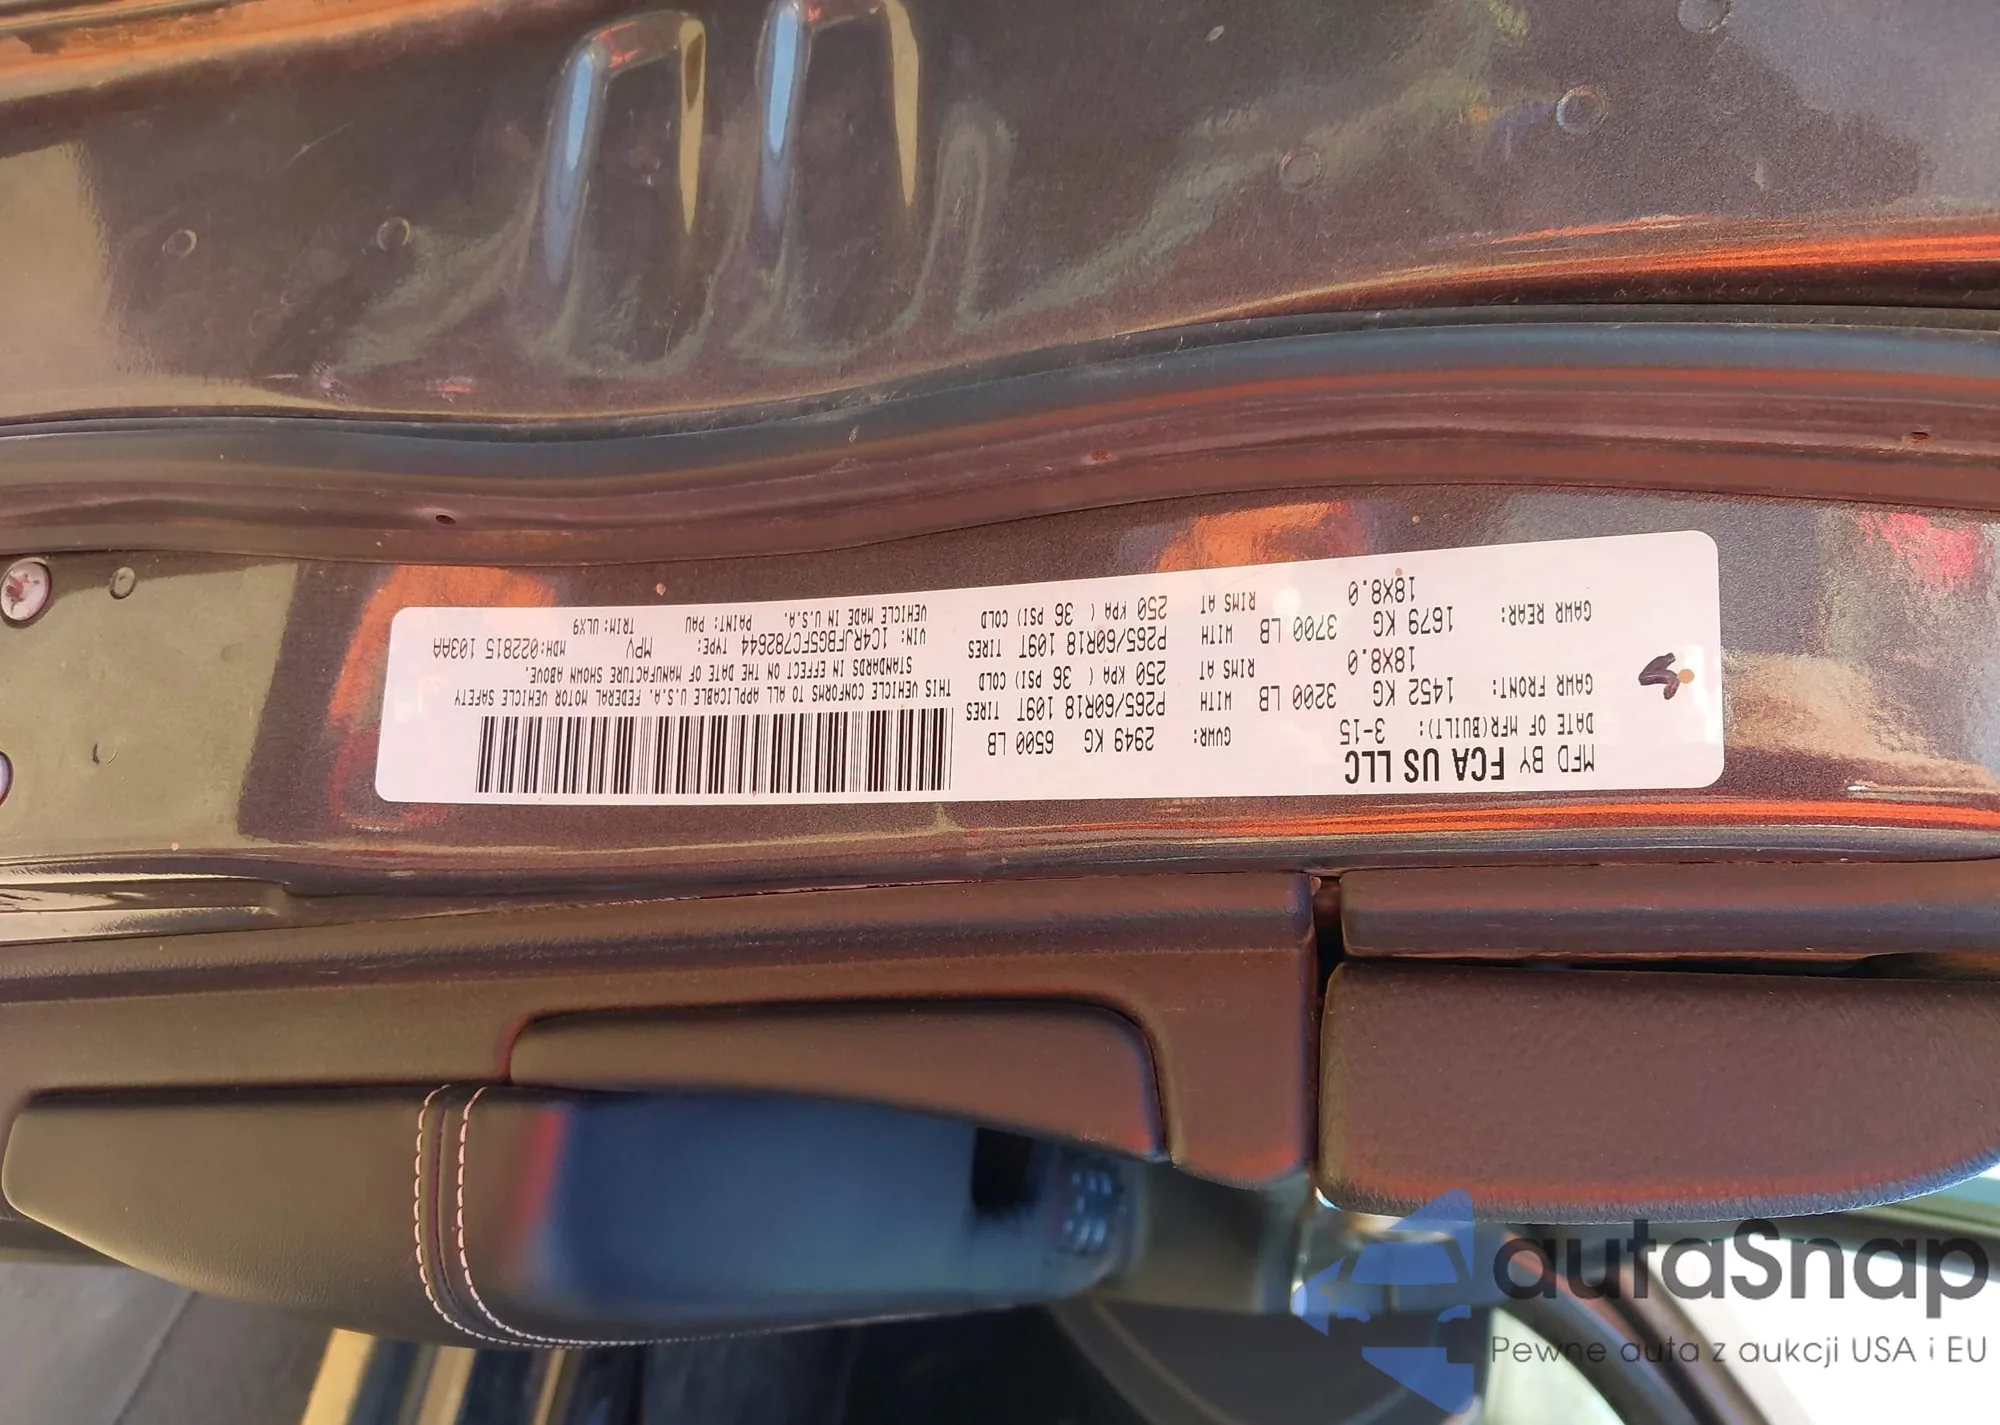 MFD BY FCA US LLC
DATE OF MFR(BUILT): 3-15
GVWR: 2949 KG 6500 LB
GAWR FRONT: 1452 KG 3200 LB WITH P265/60R18 109T TIRES
18X8.0 RIMS AT 250 KPA ( 36 PSI) COLD
GAWR REAR: 1679 KG 3700 LB WITH P265/60R18 109T TIRES
18X8.0 RIMS AT 250 KPA ( 36 PSI) COLD
THIS VEHICLE CONFORMS TO ALL APPLICABLE U.S.A. FEDERAL MOTOR VEHICLE SAFETY
STANDARDS IN EFFECT ON THE DATE OF MANUFACTURE SHOWN ABOVE.
VIN: 1C4RJFBG5FC782644 TYPE: MPV MDH:022815 103AA
VEHICLE MADE IN U.S.A. PAINT: PAU TRIM: ULX9
autaSnap
Pewne auta z aukcji USA i EU